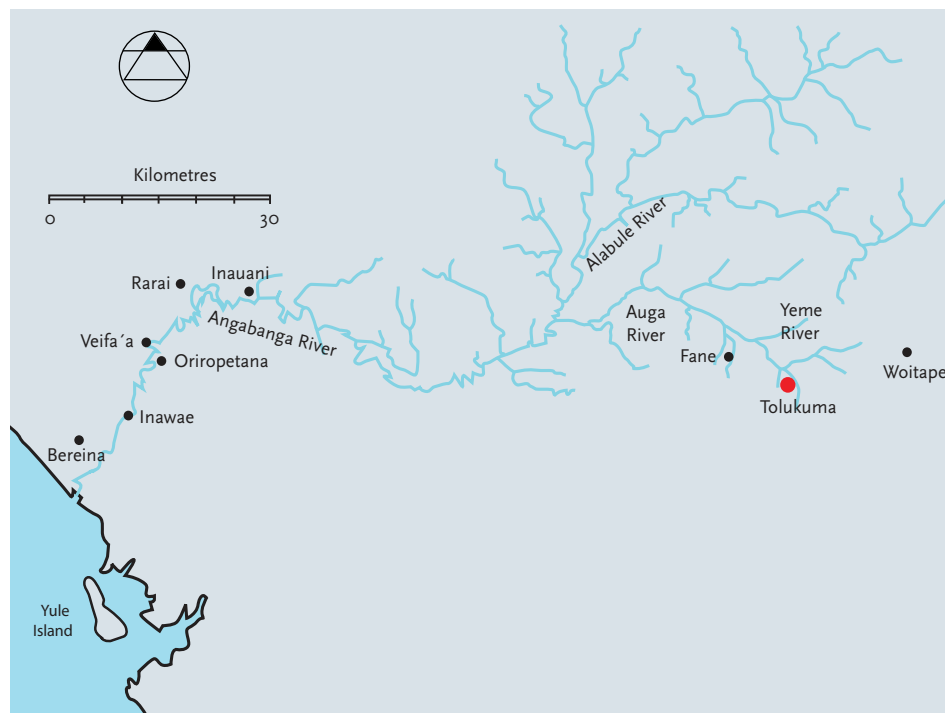 Kilometres
0 30
Rarai
Inauani
Angabanga River
Veifa´a
Oriropetana
Inawae
Bereina
Yule
Island
Alabule River
Auga
River
Yeme
River
Fane
Woitape
Tolukuma